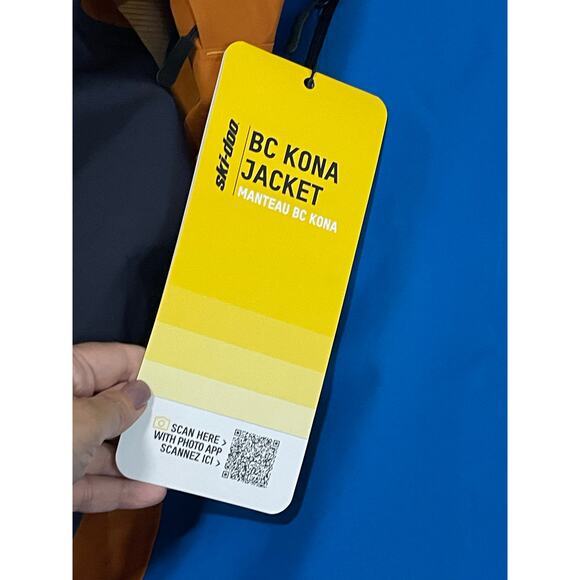 ski-doo
BC KONA
JACKET
MANTEAU BC KONA
SCAN HERE >
WITH PHOTO APP
SCANNEZ ICI >